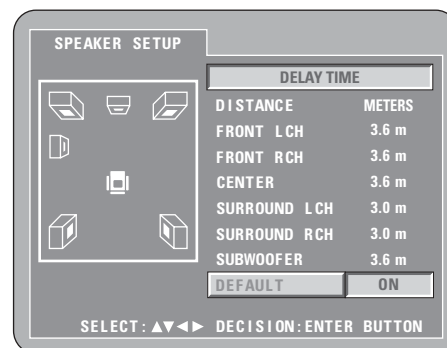 SPEAKER SETUP
DELAY TIME
DISTANCE METERS
FRONT LCH 3.6 m
FRONT RCH 3.6 m
CENTER 3.6 m
SURROUND LCH 3.0 m
SURROUND RCH 3.0 m
SUBWOOFER 3.6 m
DEFAULT ON
SELECT: ▲▼◄► DECISION:ENTER BUTTON